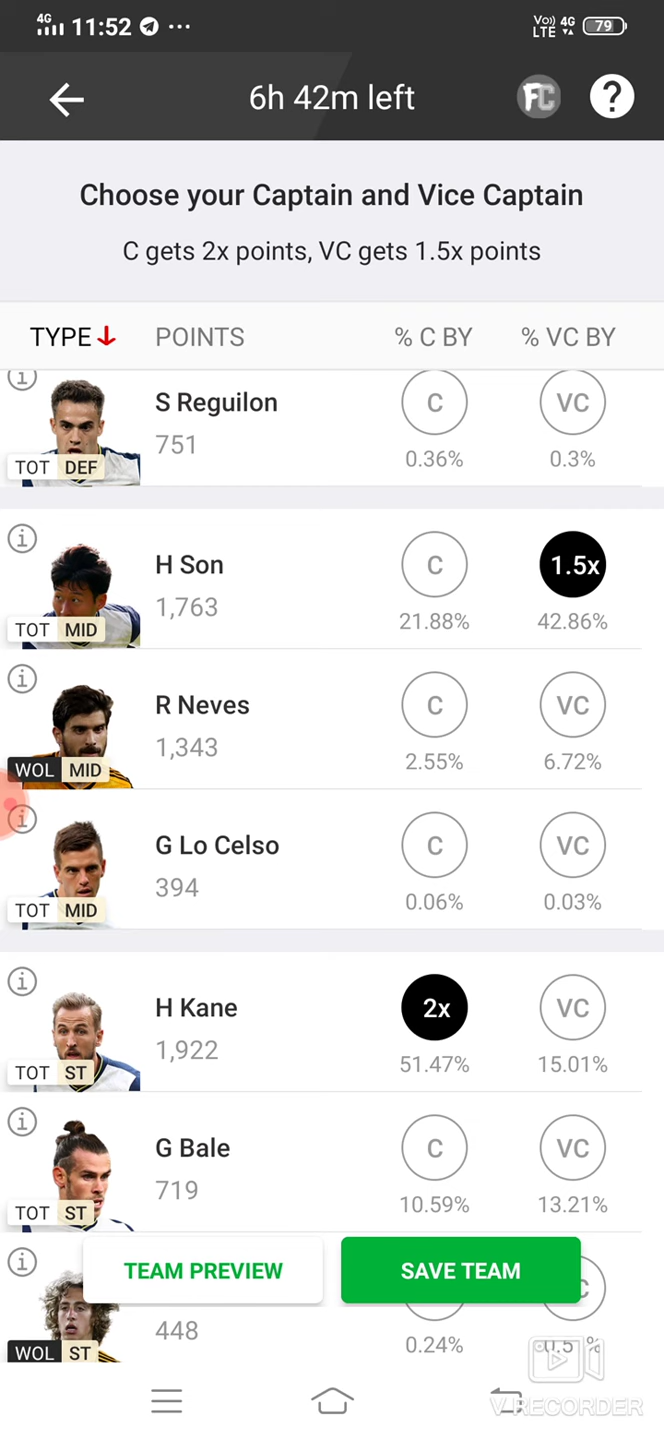 4G 11:52 ... Vo)) LTE 4G 79
6h 42m left FC ?
Choose your Captain and Vice Captain
C gets 2x points, VC gets 1.5x points
TYPE POINTS % C BY % VC BY
S Reguilon C VC
751
TOT DEF 0.36% 0.3%
H Son C 1.5x
1,763
TOT MID 21.88% 42.86%
R Neves C VC
1,343
WOL MID 2.55% 6.72%
G Lo Celso C VC
394
TOT MID 0.06% 0.03%
H Kane 2x VC
1,922
TOT ST 51.47% 15.01%
G Bale C VC
719
TOT ST 10.59% 13.21%
TEAM PREVIEW SAVE TEAM
448
WOL ST 0.24%
V RECORDER